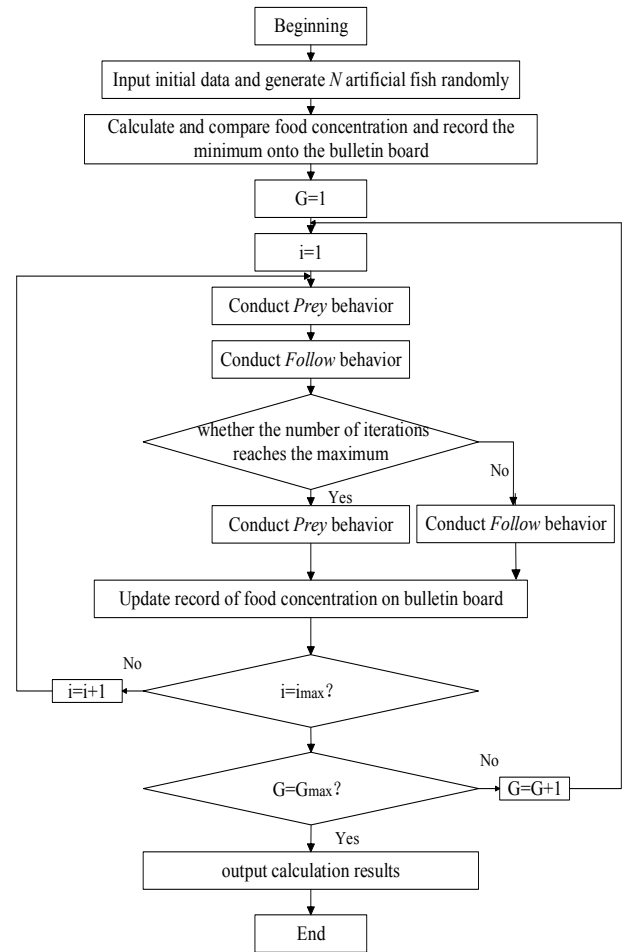 Beginning
Input initial data and generate N artificial fish randomly
Calculate and compare food concentration and record the
minimum onto the bulletin board
G=1
i=1
Conduct Prey behavior
Conduct Follow behavior
whether the number of iterations
reaches the maximum
No
Yes
Conduct Prey behavior
Conduct Follow behavior
Update record of food concentration on bulletin board
No
i=i+1
i=imax?
No
G=Gmax?
G=G+1
Yes
output calculation results
End